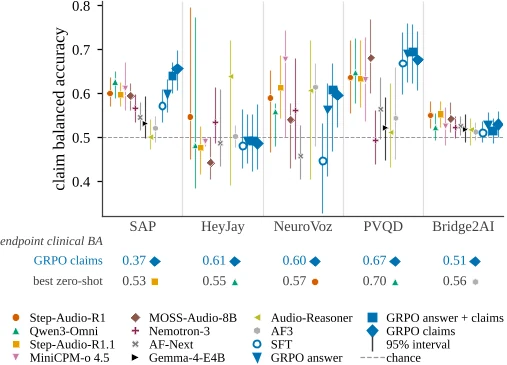 claim balanced accuracy
0.8
0.7
0.6
0.5
0.4
SAP HeyJay NeuroVoz PVQD Bridge2AI
endpoint clinical BA
GRPO claims 0.37 0.61 0.60 0.67 0.51
best zero-shot 0.53 0.55 0.57 0.70 0.56
Step-Audio-R1 MOSS-Audio-8B Audio-Reasoner GRPO answer + claims
Qwen3-Omni Nemotron-3 AF3 GRPO claims
Step-Audio-R1.1 AF-Next SFT 95% interval
MiniCPM-o 4.5 Gemma-4-E4B GRPO answer chance